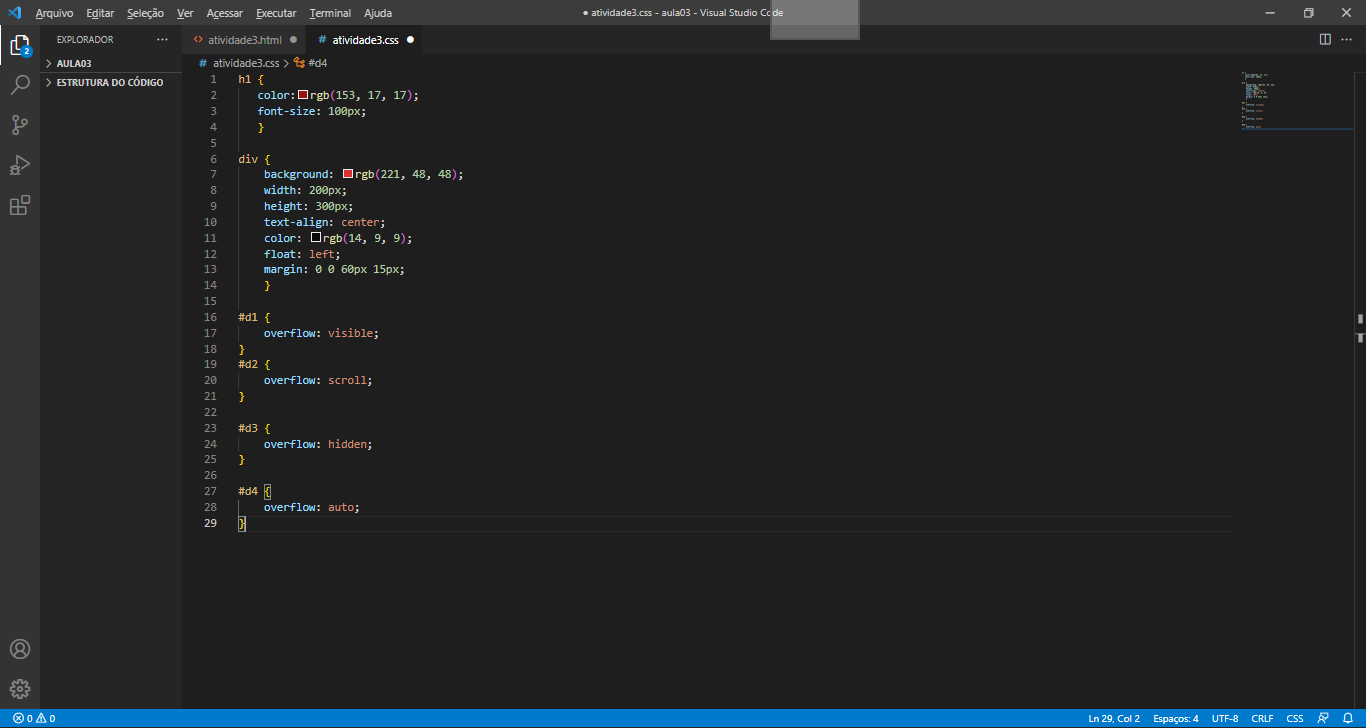 Arquivo Editar Seleção Ver Acessar Executar Terminal Ajuda
● atividade3.css - aula03 - Visual Studio Code
EXPLORADOR ···
AULA03
ESTRUTURA DO CÓDIGO
2
<> atividade3.html ●
# atividade3.css ●
# atividade3.css > #d4
1 h1 {
2 color: rgb(153, 17, 17);
3 font-size: 100px;
4 }
5
6 div {
7 background: rgb(221, 48, 48);
8 width: 200px;
9 height: 300px;
10 text-align: center;
11 color: rgb(14, 9, 9);
12 float: left;
13 margin: 0 0 60px 15px;
14 }
15
16 #d1 {
17 overflow: visible;
18 }
19 #d2 {
20 overflow: scroll;
21 }
22
23 #d3 {
24 overflow: hidden;
25 }
26
27 #d4 {
28 overflow: auto;
29 }
0 0
Ln 29, Col 2 Espaços: 4 UTF-8 CRLF CSS